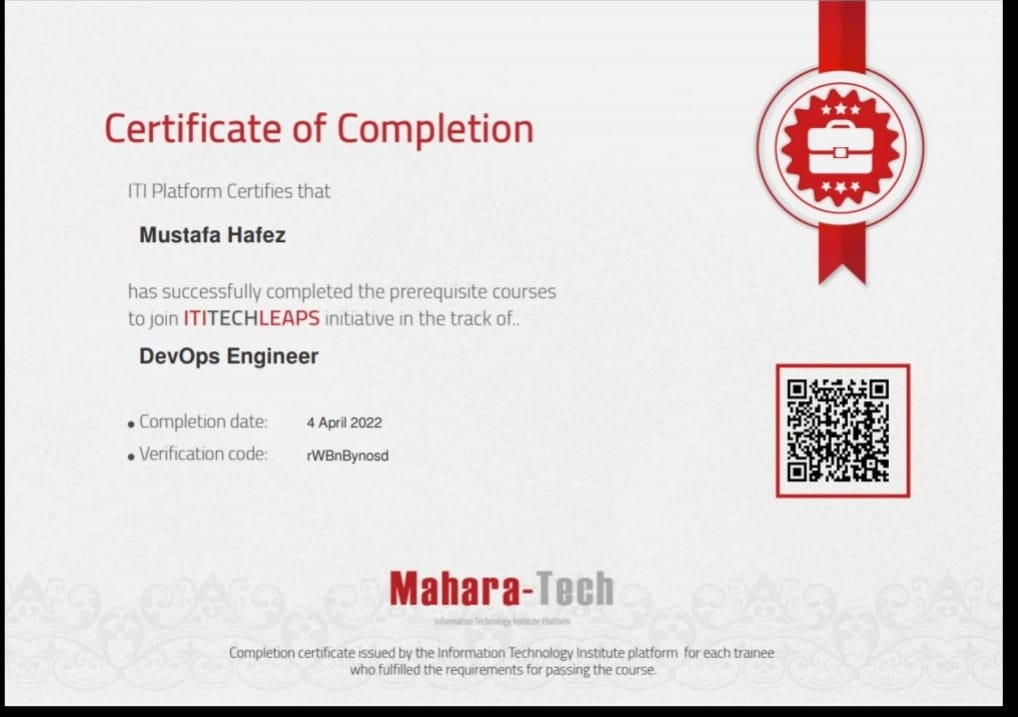 Certificate of Completion
ITI Platform Certifies that
Mustafa Hafez
has successfully completed the prerequisite courses
to join ITITECHLEAPS initiative in the track of..
DevOps Engineer
• Completion date: 4 April 2022
• Verification code: rWBnBynosd
Mahara-Tech
Information Technology Institute Platform
Completion certificate issued by the Information Technology Institute platform for each trainee
who fulfilled the requirements for passing the course.